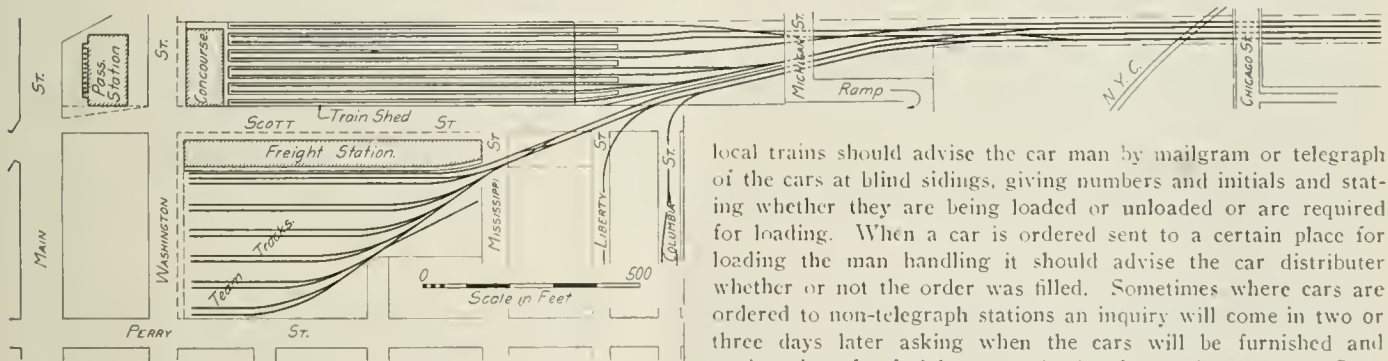 ST.
Pass.
Station
ST.
Concourse.
MICHIGAN ST.
N.Y.C.
CHICAGO ST.
Ramp
SCOTT ST
Train Shed
Freight Station.
MAIN
WASHINGTON
Team Tracks.
MISSISSIPPI ST
LIBERTY ST
COLUMBIA ST.
0 500
Scale in Feet
PERRY ST.
local trains should advise the car man by mailgram or telegraph
of the cars at blind sidings, giving numbers and initials and stat-
ing whether they are being loaded or unloaded or are required
for loading. When a car is ordered sent to a certain place for
loading the man handling it should advise the car distributer
whether or not the order was filled. Sometimes where cars are
ordered to non-telegraph stations an inquiry will come in two or
three days later asking when the cars will be furnished and